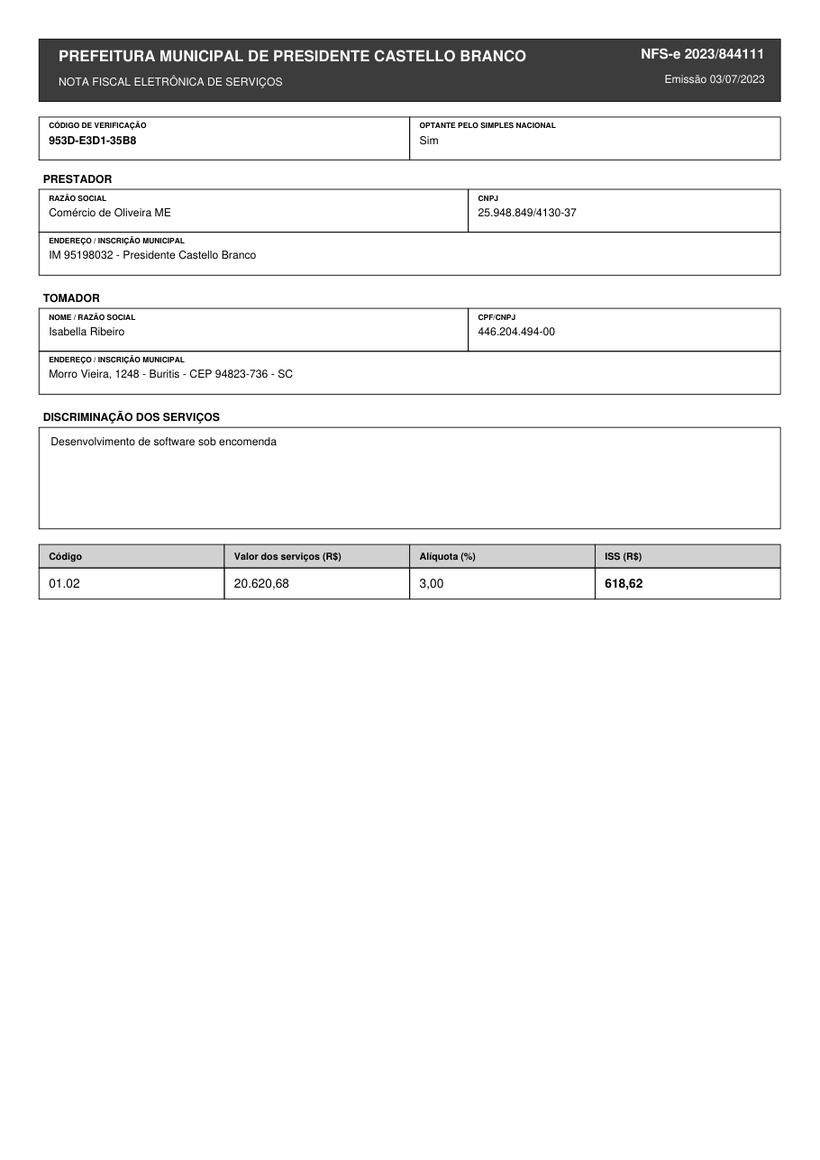 PREFEITURA MUNICIPAL DE PRESIDENTE CASTELLO BRANCO
NFS-e 2023/844111
NOTA FISCAL ELETRÔNICA DE SERVIÇOS
Emissão 03/07/2023
CÓDIGO DE VERIFICAÇÃO
953D-E3D1-35B8
OPTANTE PELO SIMPLES NACIONAL
Sim
PRESTADOR
RAZÃO SOCIAL
Comércio de Oliveira ME
CNPJ
25.948.849/4130-37
ENDEREÇO / INSCRIÇÃO MUNICIPAL
IM 95198032 - Presidente Castello Branco
TOMADOR
NOME / RAZÃO SOCIAL
Isabella Ribeiro
CPF/CNPJ
446.204.494-00
ENDEREÇO / INSCRIÇÃO MUNICIPAL
Morro Vieira, 1248 - Buritis - CEP 94823-736 - SC
DISCRIMINAÇÃO DOS SERVIÇOS
Desenvolvimento de software sob encomenda
Código Valor dos serviços (R$) Alíquota (%) ISS (R$)
01.02 20.620,68 3,00 618,62